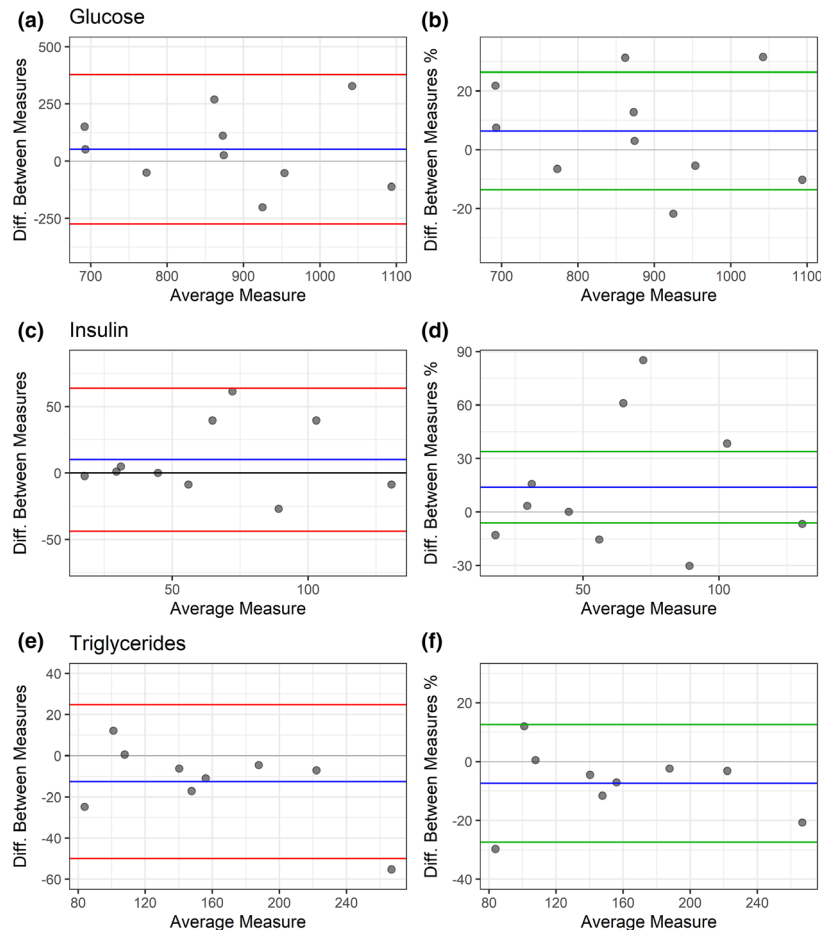 (a) Glucose
(b)
Diff. Between Measures
500
250
0
-250
700 800 900 1000 1100
Average Measure
Diff. Between Measures %
20
0
-20
700 800 900 1000 1100
Average Measure
(c) Insulin
(d)
Diff. Between Measures
50
0
-50
50 100
Average Measure
Diff. Between Measures %
90
60
30
0
-30
50 100
Average Measure
(e) Triglycerides
(f)
Diff. Between Measures
40
20
0
-20
-40
-60
80 120 160 200 240
Average Measure
Diff. Between Measures %
20
0
-20
-40
80 120 160 200 240
Average Measure